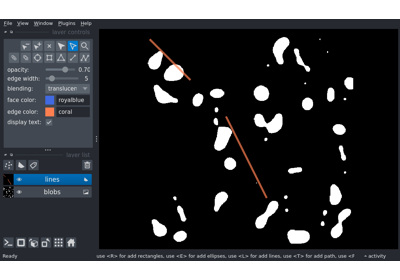 File View Window Plugins Help
layer controls
opacity: 0.70
edge width: 5
blending: translucen
face color: royalblue
edge color: coral
display text:
layer list
lines
blobs
Ready use <R> for add rectangles, use <E> for add ellipses, use <L> for add lines, use <T> for add path, use <P activity